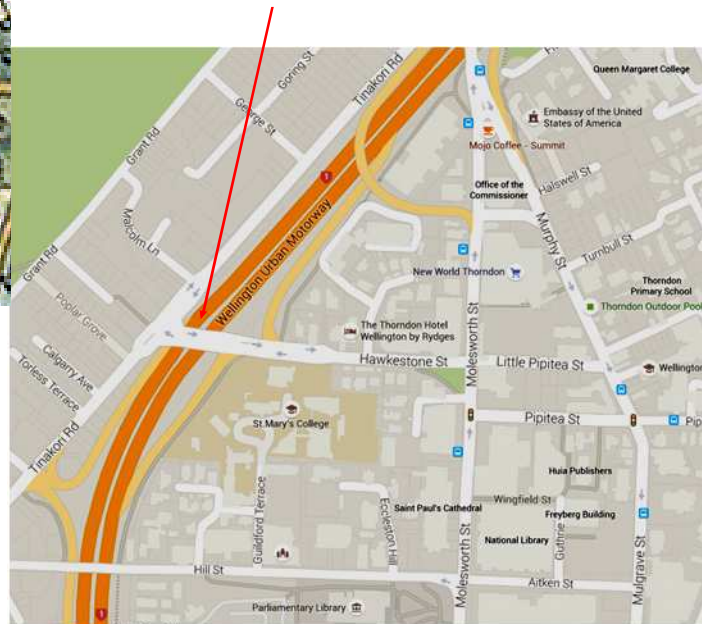 Queen Margaret College
Tinakori Rd
Goring St
George St
Embassy of the United
States of America
Mojo Coffee - Summit
Grant Rd
1
Halswell St
Office of the
Commissioner
Malcolm Ln
Wellington Urban Motorway
Murphy St
Turnbull St
Grant Rd
New World Thorndon
Thorndon
Primary School
Poplar Grove
Thorndon Outdoor Pool
Molesworth St
The Thorndon Hotel
Wellington by Rydges
Calgary Ave
Hawkestone St
Little Pipitea St
Wellington
Torless Terrace
St Mary's College
Pipitea St
Pip
Tinakori Rd
Huia Publishers
Guildford Terrace
Eccleston Hill
Saint Paul's Cathedral
Wingfield St
Freyberg Building
National Library
Guthrie
Molesworth St
Mulgrave St
Hill St
Aitken St
Parliamentary Library
1